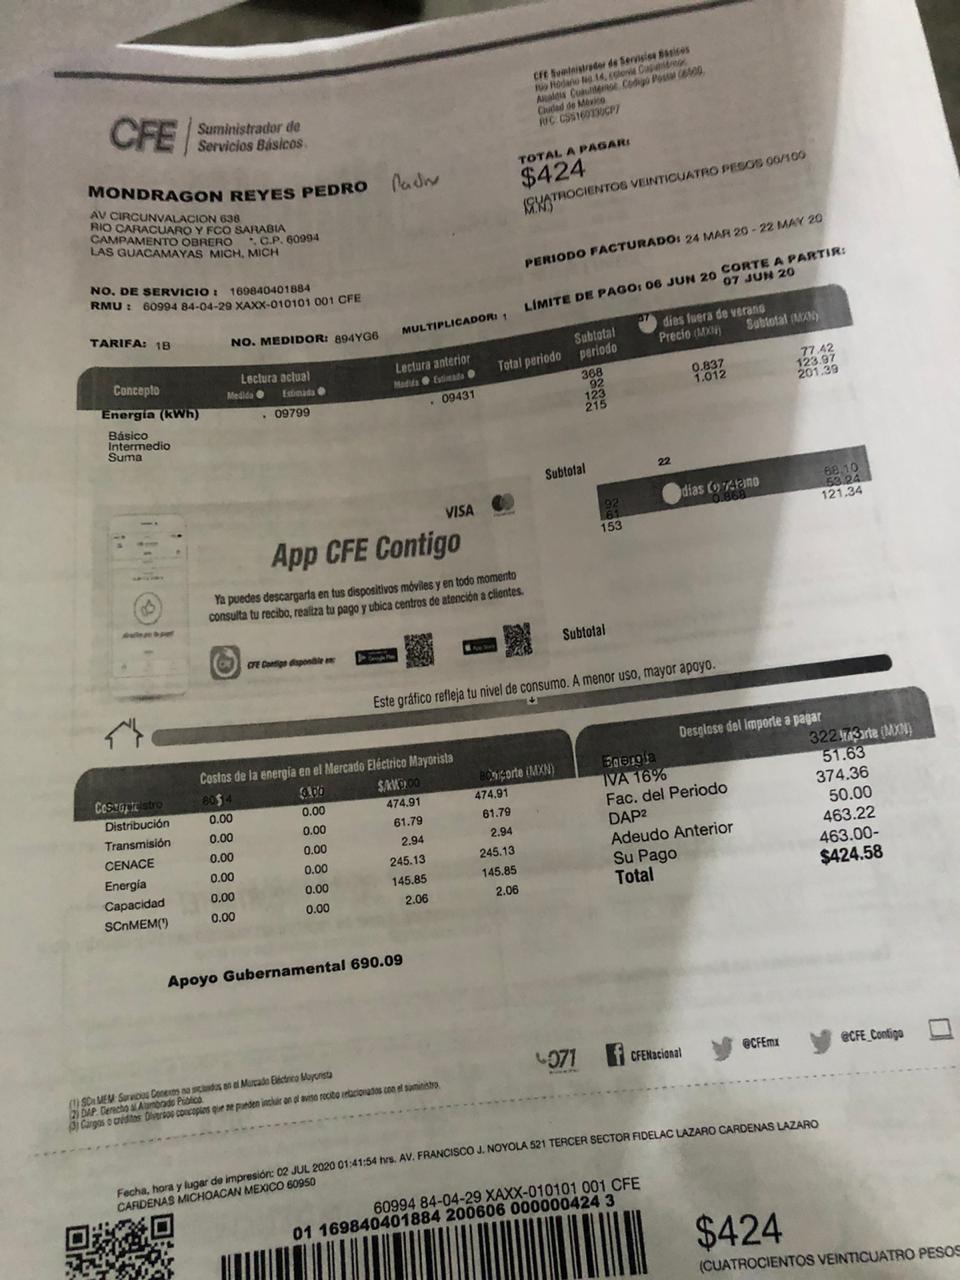 CFE Suministrador de Servicios Básicos
Río Ródano No.14, colonia Cuauhtémoc,
Alcaldía Cuauhtémoc, Código Postal 06500,
Ciudad de México
RFC: CSS160330CP7
CFE
Suministrador de
Servicios Básicos
TOTAL A PAGAR:
$424
(CUATROCIENTOS VEINTICUATRO PESOS 00/100
M.N.)
MONDRAGON REYES PEDRO
AV CIRCUNVALACION 638
RIO CARACUARO Y FCO SARABIA
CAMPAMENTO OBRERO *. C.P. 60994
LAS GUACAMAYAS MICH, MICH
PERIODO FACTURADO: 24 MAR 20 - 22 MAY 20
NO. DE SERVICIO : 169840401884
RMU : 60994 84-04-29 XAXX-010101 001 CFE
LÍMITE DE PAGO: 06 JUN 20 CORTE A PARTIR:
07 JUN 20
TARIFA: 1B NO. MEDIDOR: 894YG6 MULTIPLICADOR: 1
Concepto Lectura actual Medida Estimada Lectura anterior Medida Estimada Total periodo Subtotal periodo 37 días fuera de verano Precio (MXN) Subtotal (MXN)
Energía (kWh) . 09799 . 09431 368
Básico 92 0.837 77.42
Intermedio 123 1.012 123.97
Suma 215 201.39
Subtotal
22 días
92 68.10
61 0.868 53.24
153 121.34
VISA
App CFE Contigo
Ya puedes descargarla en tus dispositivos móviles y en todo momento
consulta tu recibo, realiza tu pago y ubica centros de atención a clientes.
CFE Contigo disponible en: Google Play App Store
Subtotal
Este gráfico refleja tu nivel de consumo. A menor uso, mayor apoyo.
Costos de la energía en el Mercado Eléctrico Mayorista
Suministro $ $/kW Importe (MXN)
Distribución 0.00 0.00 474.91 474.91
Transmisión 0.00 0.00 61.79 61.79
CENACE 0.00 0.00 2.94 2.94
Energía 0.00 0.00 245.13 245.13
Capacidad 0.00 0.00 145.85 145.85
SCnMEM(¹) 0.00 0.00 2.06 2.06
Desglose del importe a pagar
Importe (MXN)
Energía 322.73
IVA 16% 51.63
Fac. del Periodo 374.36
DAP² 50.00
Adeudo Anterior 463.22
Su Pago 463.00-
Total $424.58
Apoyo Gubernamental 690.09
071 CFENacional @CFEmx @CFE_Contigo
(1) SCnMEM: Servicios Conexos no incluidos en el Mercado Eléctrico Mayorista
(2) DAP: Derecho al Alumbrado Público.
(3) Cargos o créditos: Diversos conceptos que se pueden incluir en el aviso recibo relacionados con el suministro.
Fecha, hora y lugar de impresión: 02 JUL 2020 01:41:54 hrs. AV. FRANCISCO J. NOYOLA 521 TERCER SECTOR FIDELAC LAZARO CARDENAS LAZARO
CARDENAS MICHOACAN MEXICO 60950
60994 84-04-29 XAXX-010101 001 CFE
01 169840401884 200606 000000424 3
$424
(CUATROCIENTOS VEINTICUATRO PESOS